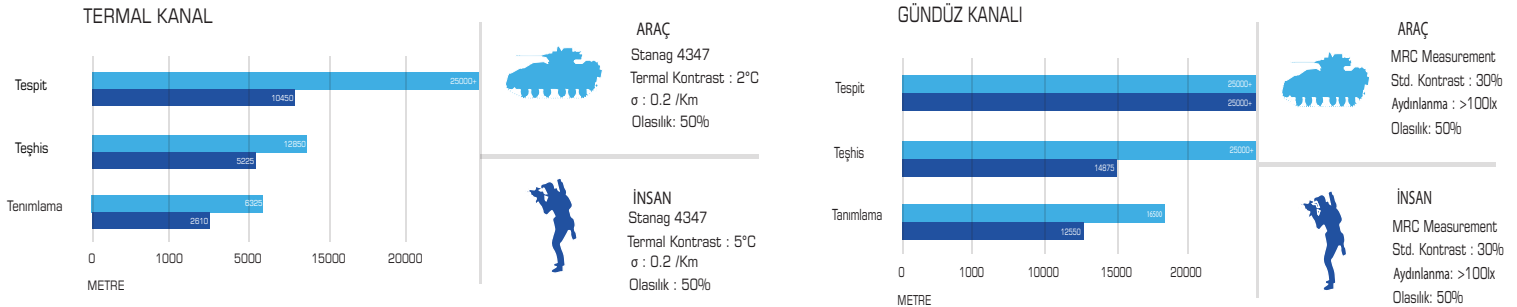 TERMAL KANAL
Tespit
25000+
10450
Teşhis
12650
5225
Tenımlama
6325
2610
0 1000 5000 15000 20000
METRE
ARAÇ
Stanag 4347
Termal Kontrast : 2°C
σ : 0.2 /Km
Olasılık: 50%
İNSAN
Stanag 4347
Termal Kontrast : 5°C
σ : 0.2 /Km
Olasılık : 50%
GÜNDÜZ KANALI
Tespit
25000+
25000+
Teşhis
25000+
14875
Tanımlama
16500
12550
0 1000 10000 15000 20000
METRE
ARAÇ
MRC Measurement
Std. Kontrast : 30%
Aydınlanma : >100lx
Olasılık : 50%
İNSAN
MRC Measurement
Std. Kontrast : 30%
Aydınlanma: >100lx
Olasılık: 50%